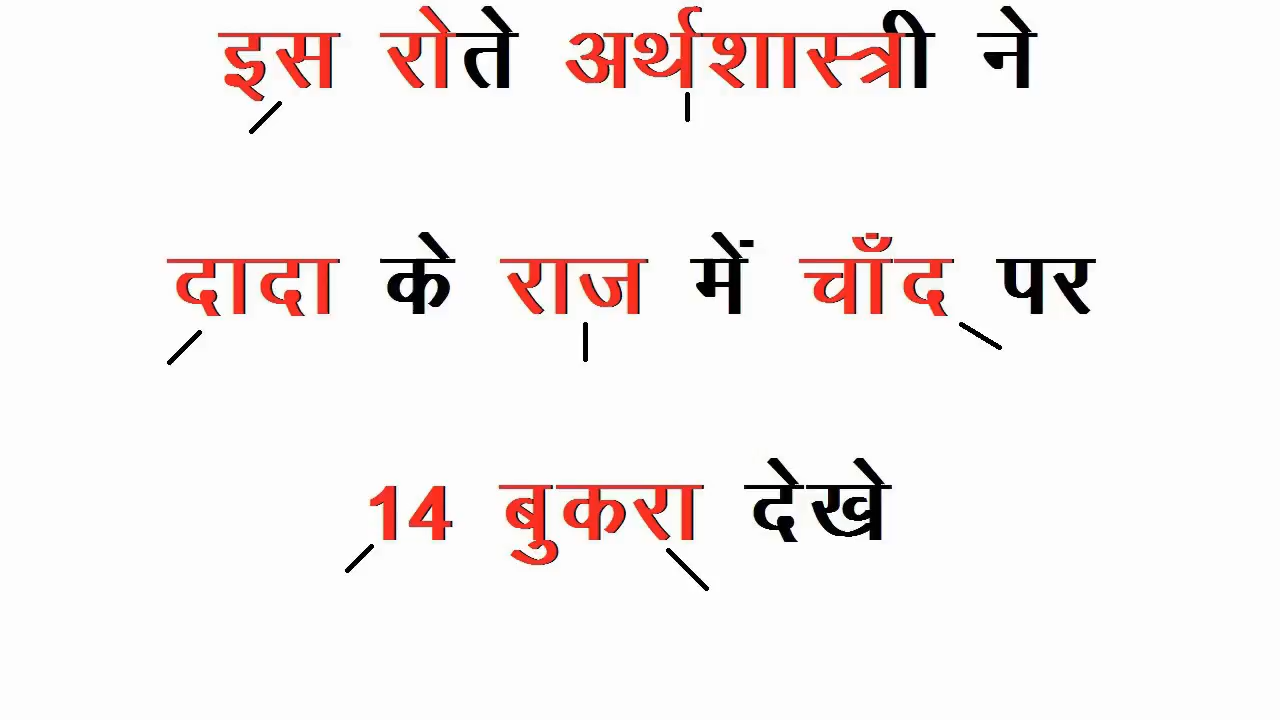 इस रोते अर्थशास्त्री ने
दादा के राज में चाँद पर
14 बुकरा देखे